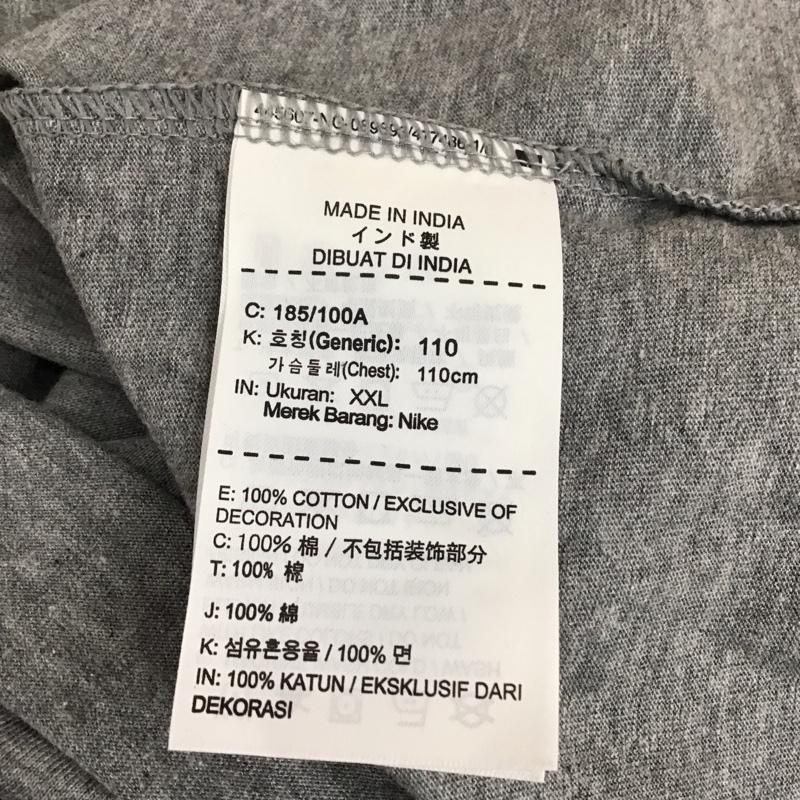 MADE IN INDIA
インド製
DIBUAT DI INDIA
C: 185/100A
K: 호칭(Generic): 110
가슴둘레(Chest): 110cm
IN: Ukuran: XXL
Merek Barang: Nike
E: 100% COTTON / EXCLUSIVE OF
DECORATION
C: 100% 棉 / 不包括装饰部分
T: 100% 棉
J: 100% 綿
K: 섬유혼용율 / 100% 면
IN: 100% KATUN / EKSKLUSIF DARI
DEKORASI